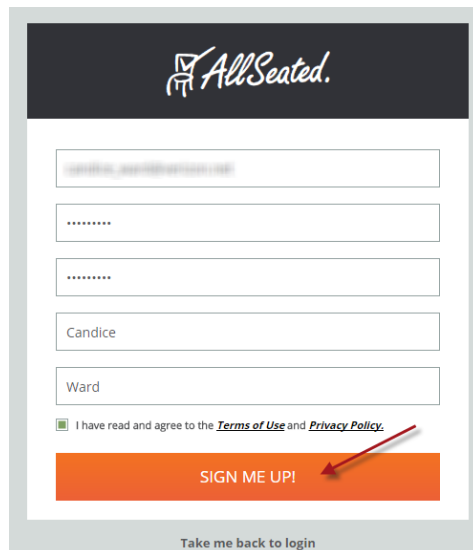 AllSeated.
•••••••••
•••••••••
Candice
Ward
I have read and agree to the Terms of Use and Privacy Policy.
SIGN ME UP!
Take me back to login